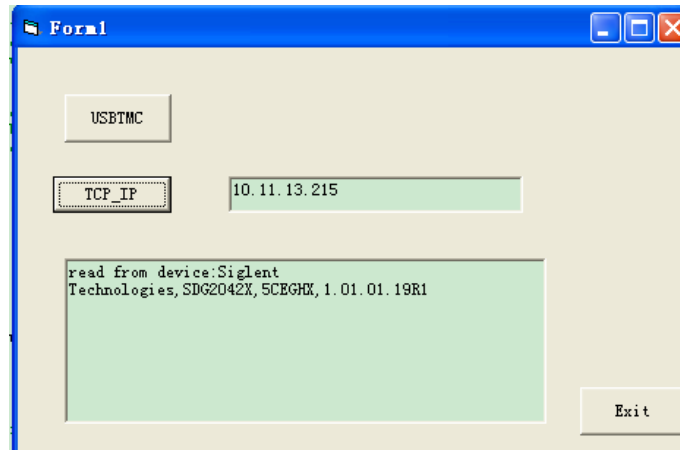 Form1
USBTMC
TCP_IP
10.11.13.215
read from device:Siglent
Technologies,SDG2042X,5CEGHX,1.01.01.19R1
Exit